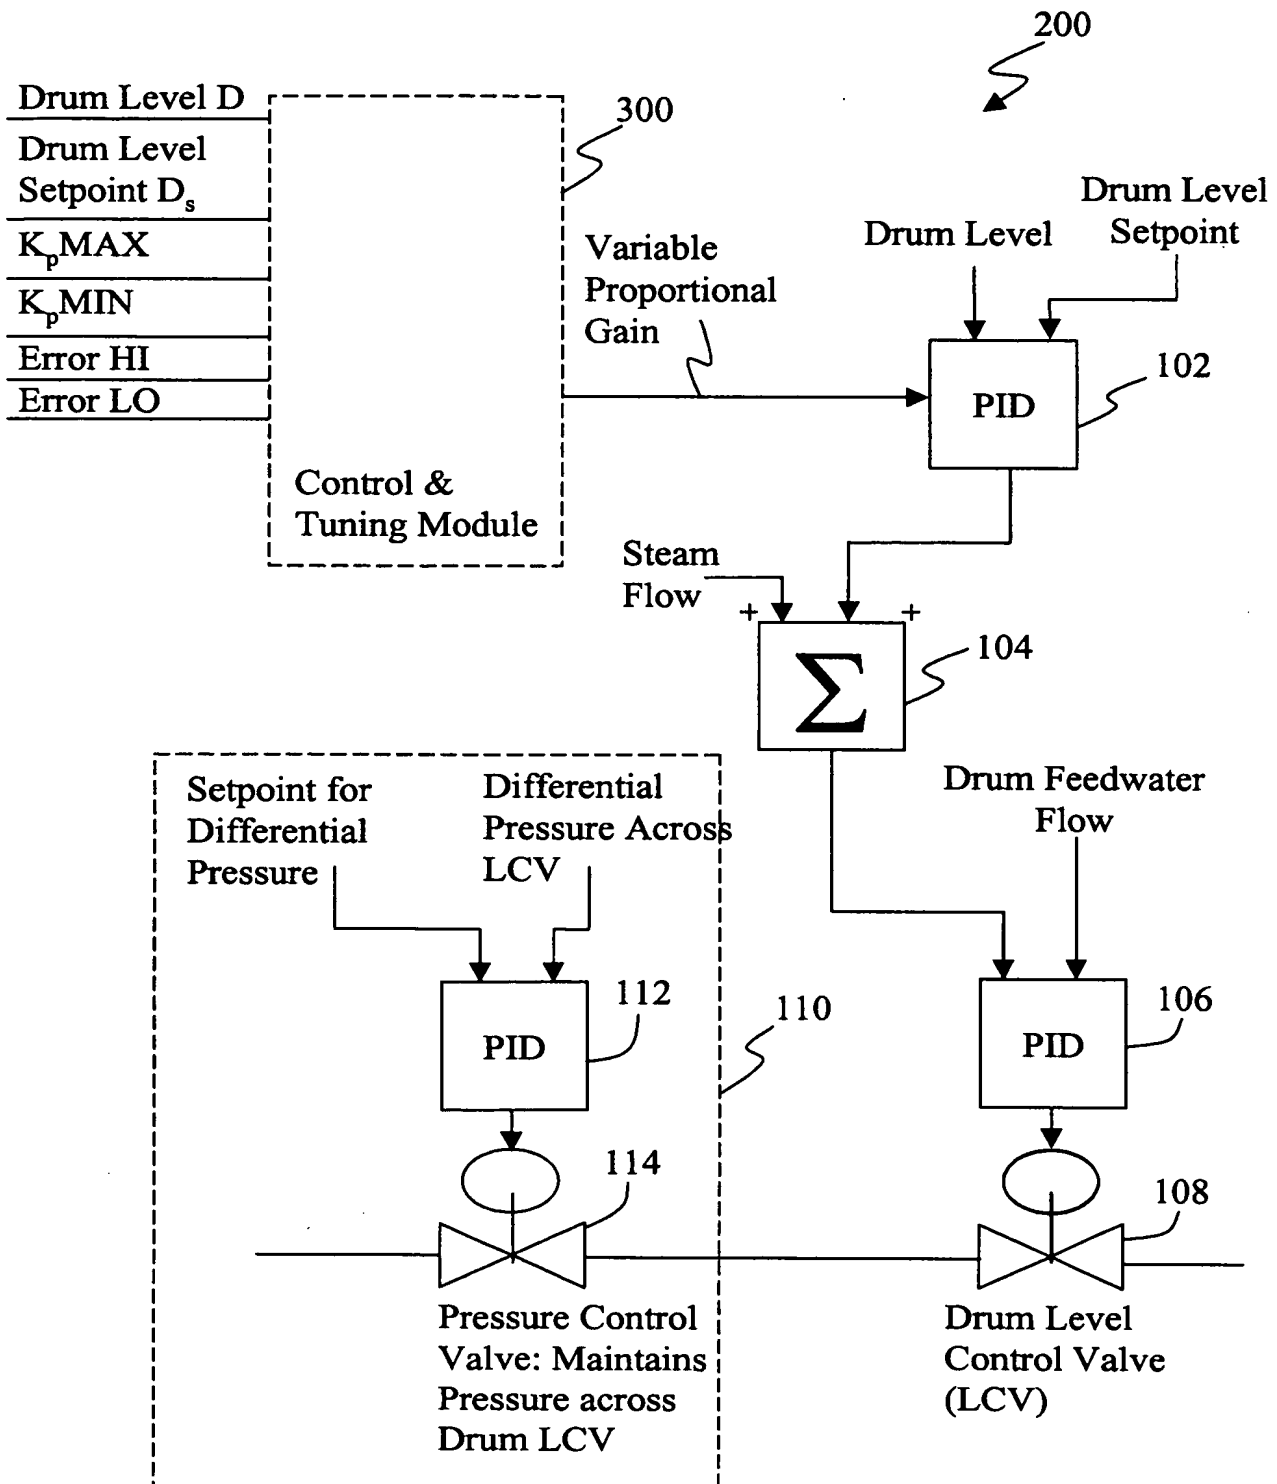 200
Drum Level D
Drum Level
Setpoint Ds
KpMAX
KpMIN
Error HI
Error LO
300
Control &
Tuning Module
Variable
Proportional
Gain
Drum Level
Drum Level
Setpoint
PID
102
Steam
Flow
+
+
Σ
104
Setpoint for
Differential
Pressure
Differential
Pressure Across
LCV
PID
112
110
114
Pressure Control
Valve: Maintains
Pressure across
Drum LCV
Drum Feedwater
Flow
PID
106
108
Drum Level
Control Valve
(LCV)